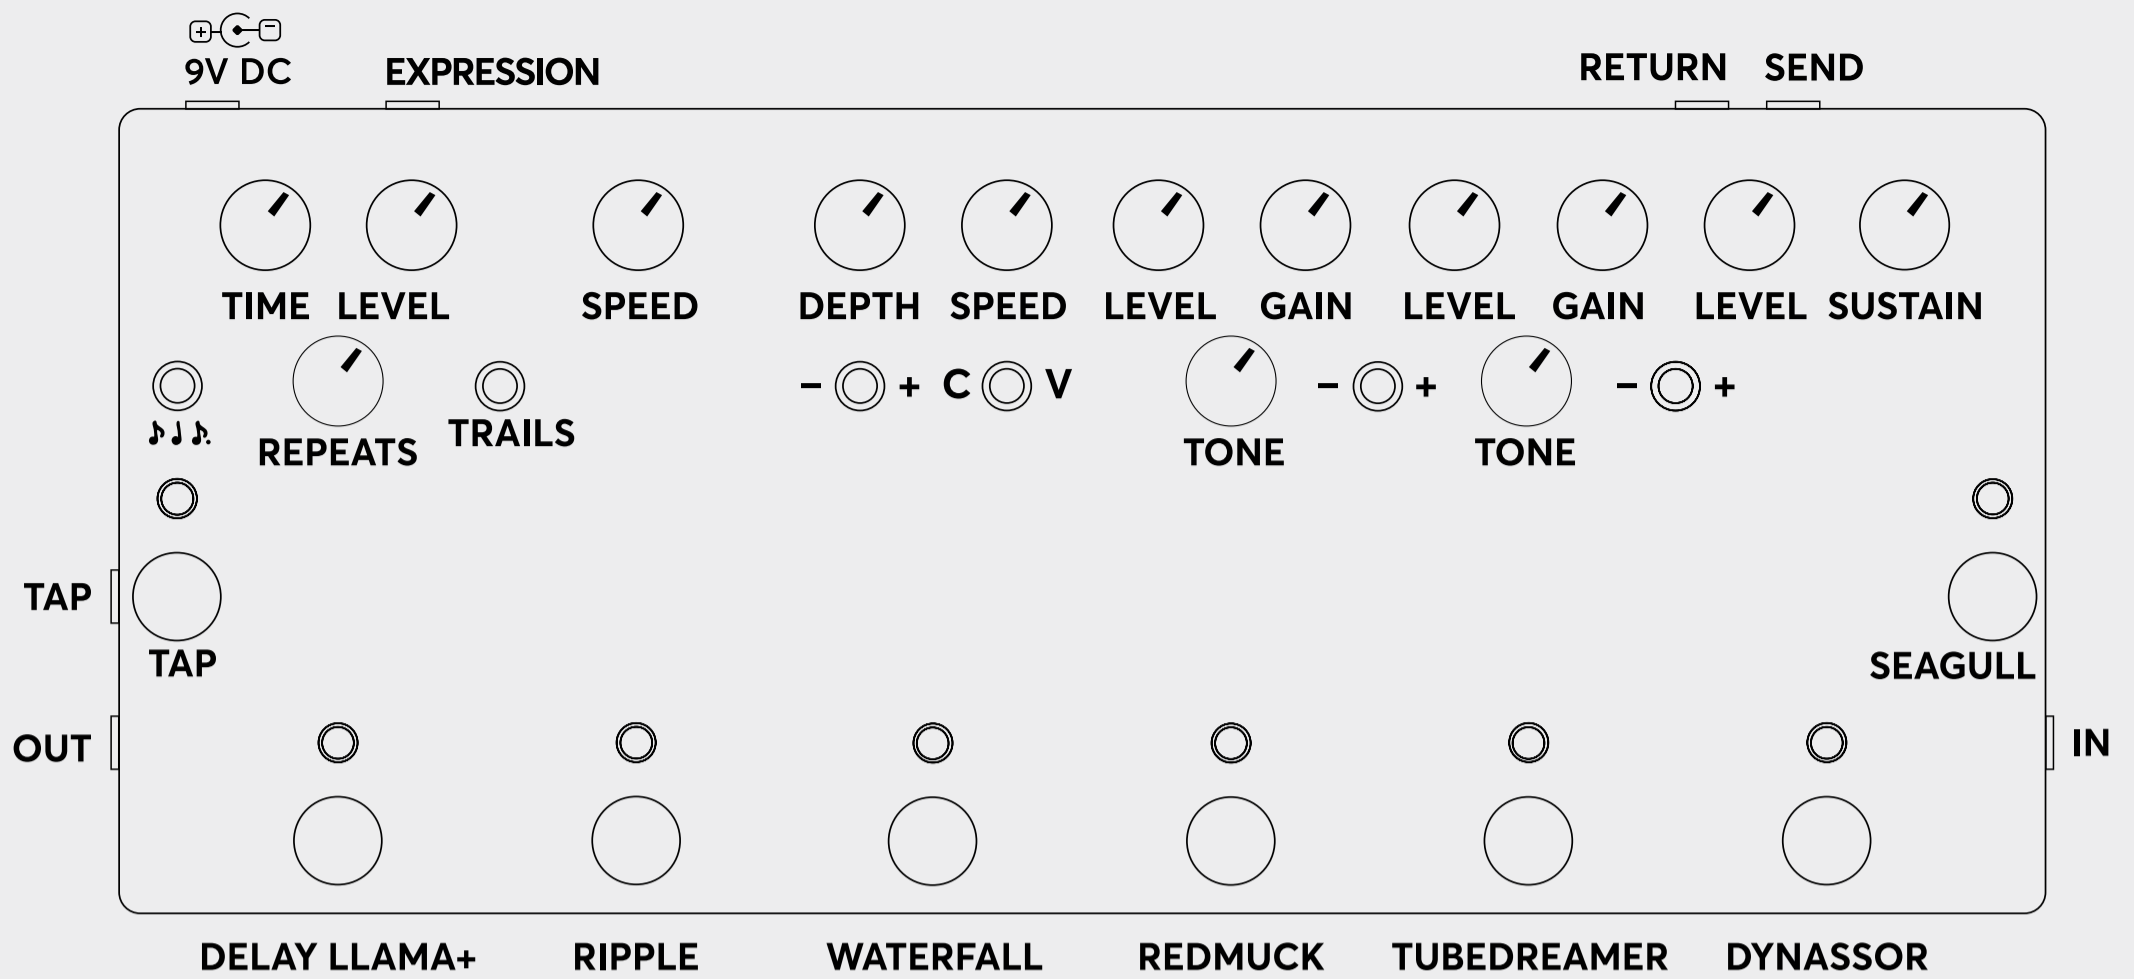 + −
9V DC
EXPRESSION
RETURN
SEND
TIME LEVEL SPEED DEPTH SPEED LEVEL GAIN LEVEL GAIN LEVEL SUSTAIN
− + C V − + − +
♪♩♪.
REPEATS TRAILS TONE TONE
TAP
TAP
SEAGULL
OUT
IN
DELAY LLAMA+ RIPPLE WATERFALL REDMUCK TUBEDREAMER DYNASSOR